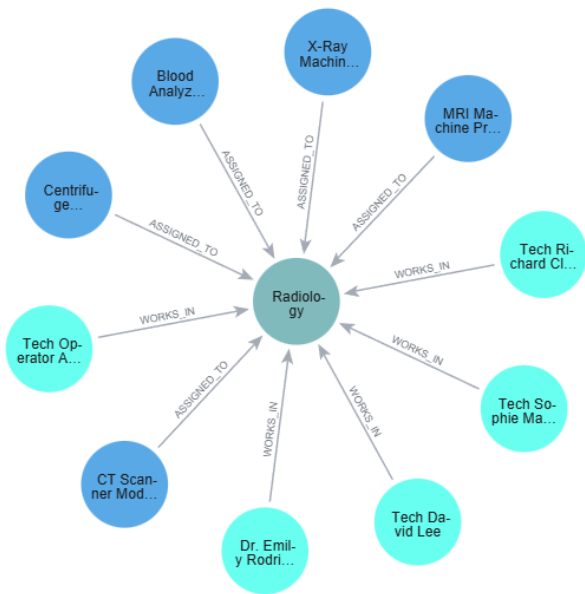 X-Ray
Machin...
Blood
Analyz...
MRI Ma-
chine Pr...
ASSIGNED_TO
ASSIGNED_TO
ASSIGNED_TO
Centrifu-
ge...
ASSIGNED_TO
Tech Ri-
chard Cl...
WORKS_IN
Radiolo-
gy
Tech Op-
erator A...
WORKS_IN
WORKS_IN
ASSIGNED_TO
WORKS_IN
WORKS_IN
Tech So-
phie Ma...
CT Scan-
ner Mod...
Tech Da-
vid Lee
Dr. Emil-
y Rodri...